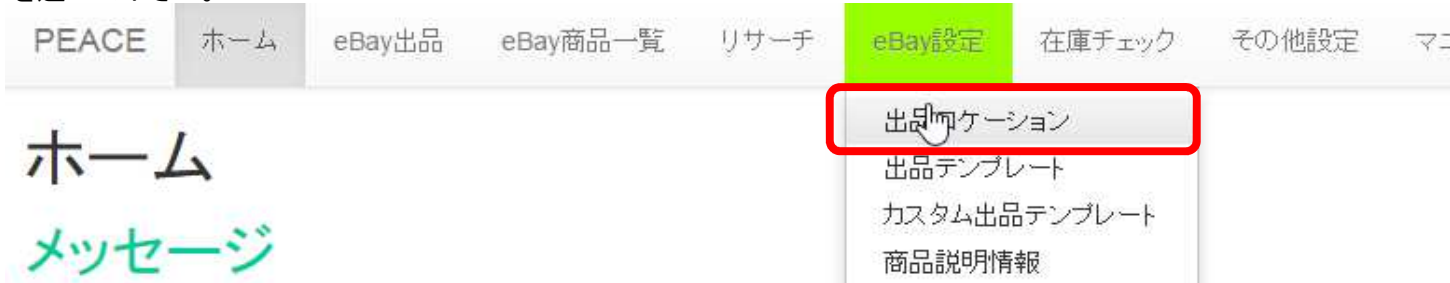 PEACE ホーム eBay出品 eBay商品一覧 リサーチ eBay設定 在庫チェック その他設定
出品ロケーション
出品テンプレート
カスタム出品テンプレート
商品説明情報
ホーム
メッセージ